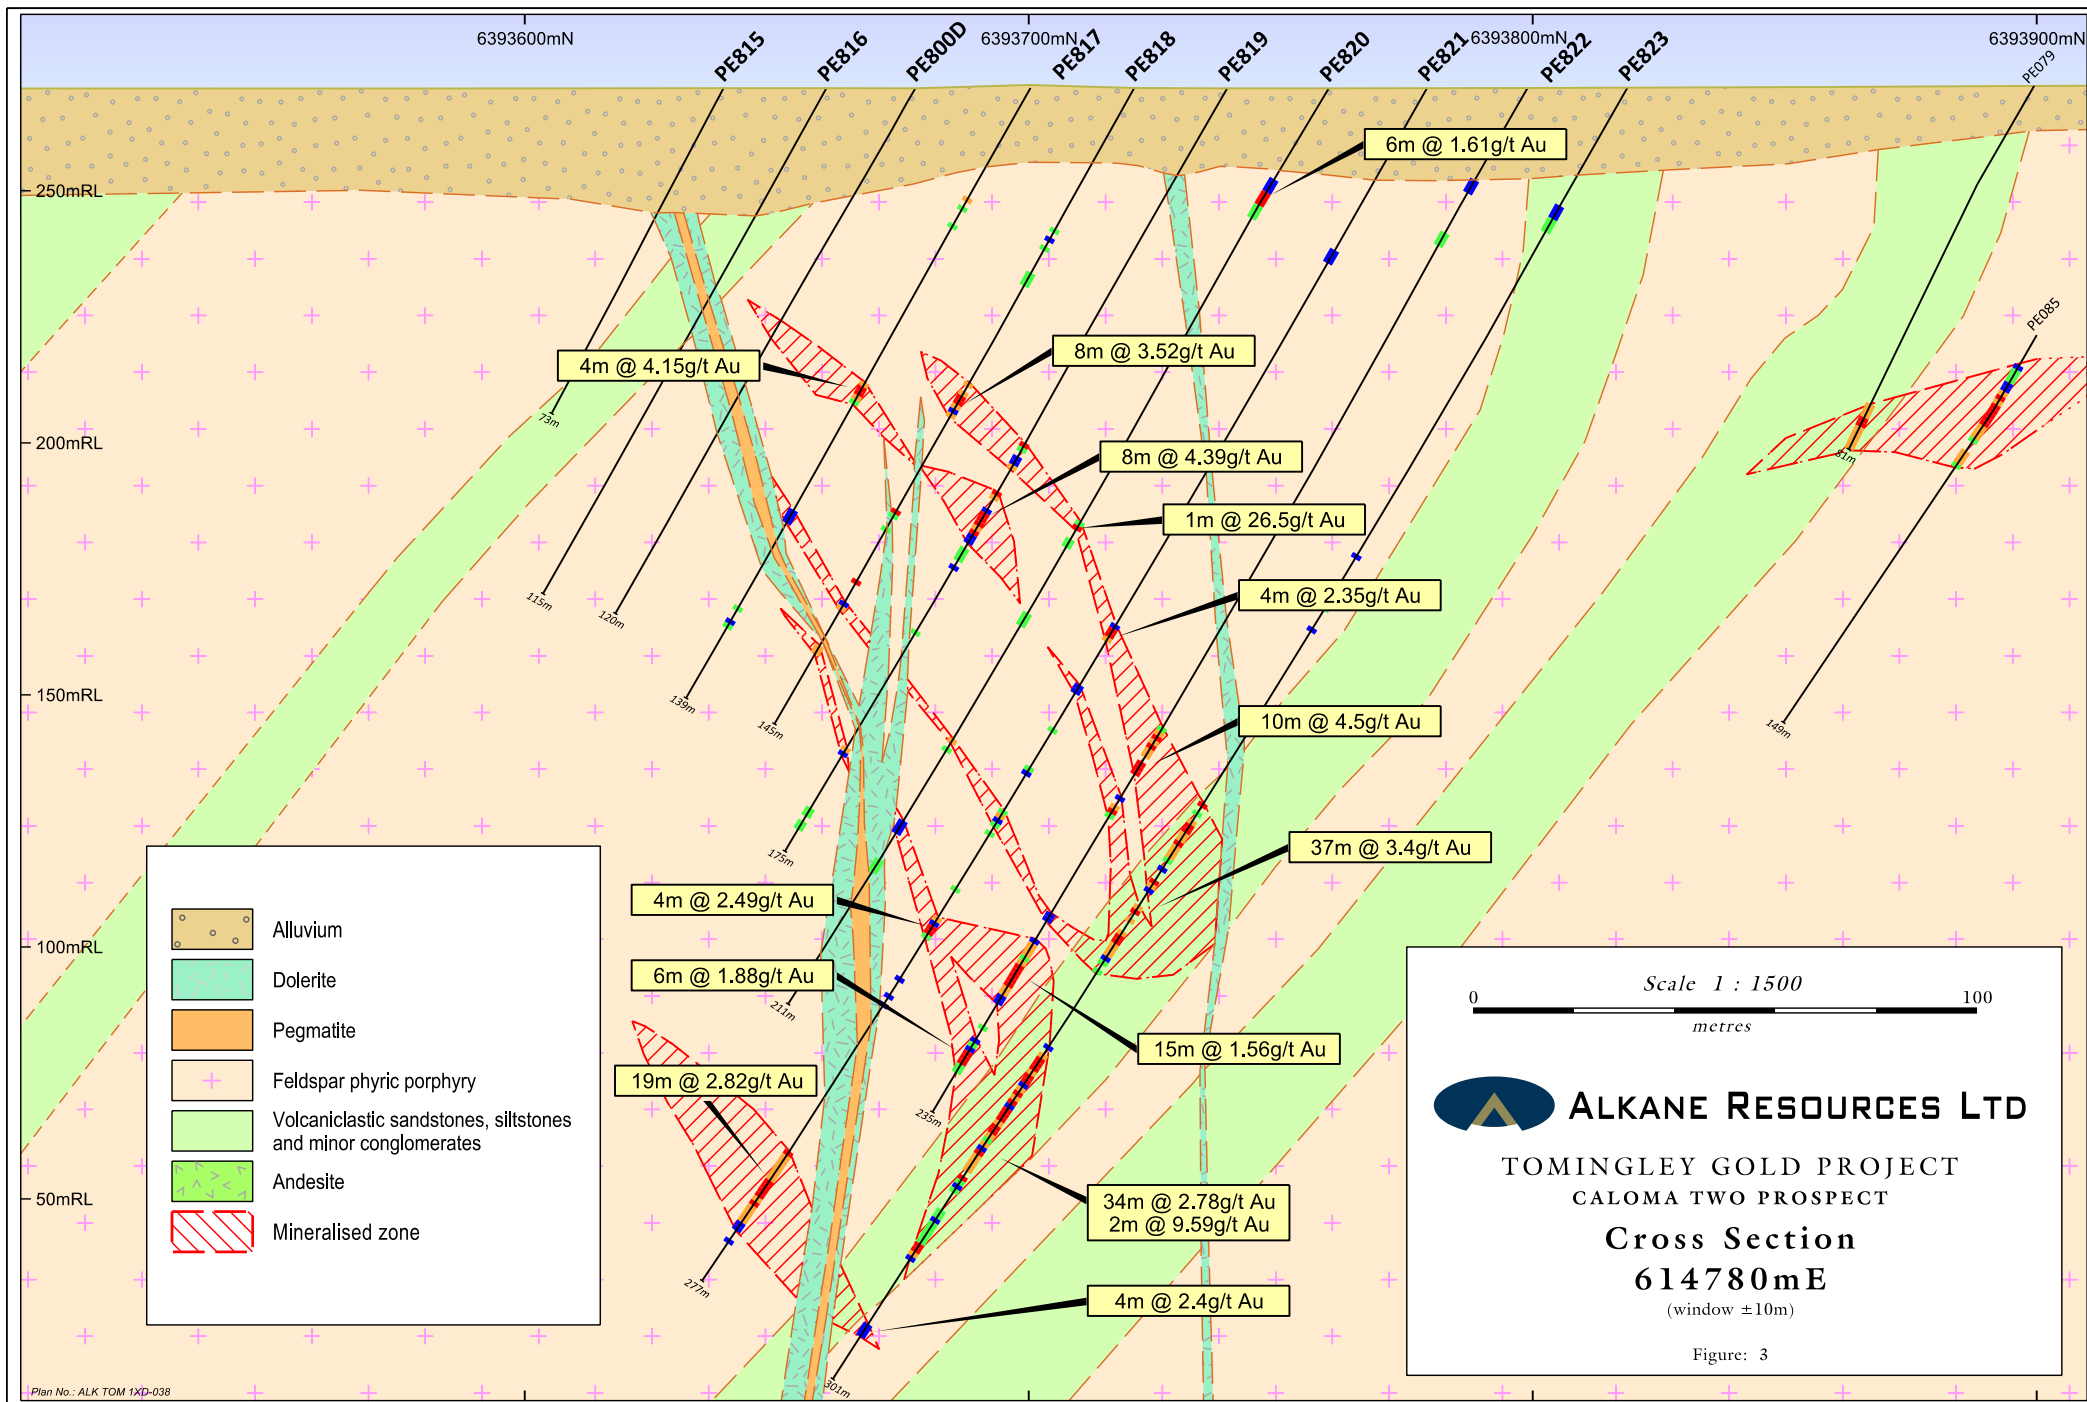 6393600mN
6393700mN
6393800mN
6393900mN
PE815
PE816
PE800D
PE817
PE818
PE819
PE820
PE821
PE822
PE823
PE079
PE085
250mRL
200mRL
150mRL
100mRL
50mRL
6m @ 1.61g/t Au
8m @ 3.52g/t Au
4m @ 4.15g/t Au
8m @ 4.39g/t Au
1m @ 26.5g/t Au
4m @ 2.35g/t Au
10m @ 4.5g/t Au
37m @ 3.4g/t Au
4m @ 2.49g/t Au
6m @ 1.88g/t Au
15m @ 1.56g/t Au
19m @ 2.82g/t Au
34m @ 2.78g/t Au
2m @ 9.59g/t Au
4m @ 2.4g/t Au
73m
115m
120m
139m
145m
175m
211m
235m
277m
301m
81m
149m
Alluvium
Dolerite
Pegmatite
Feldspar phyric porphyry
Volcaniclastic sandstones, siltstones
and minor conglomerates
Andesite
Mineralised zone
Scale 1 : 1500
0 100
metres
ALKANE RESOURCES LTD
TOMINGLEY GOLD PROJECT
CALOMA TWO PROSPECT
Cross Section
614780mE
(window ±10m)
Figure: 3
Plan No.: ALK TOM 1XD-038